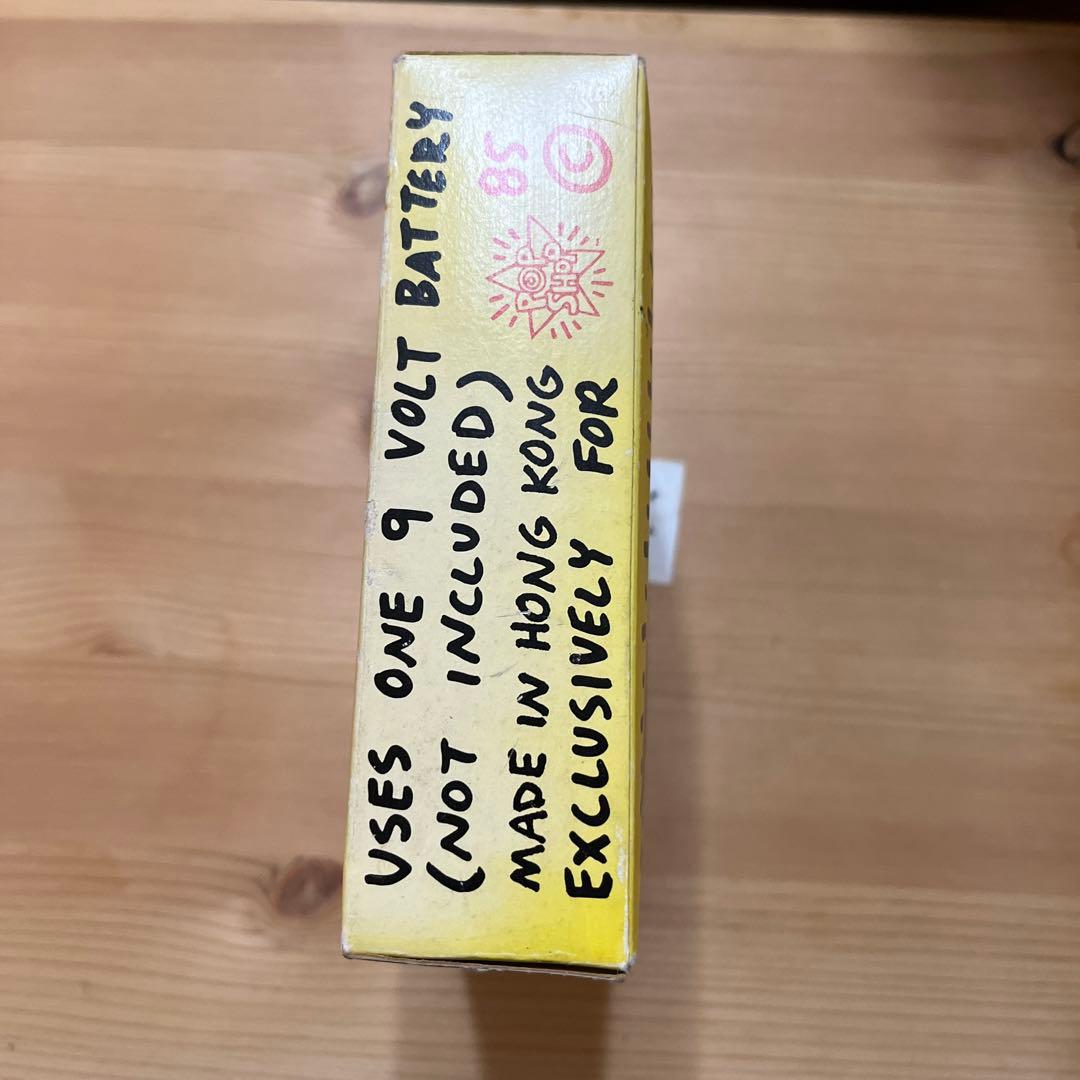 USES ONE 9 VOLT BATTERY
(NOT INCLUDED)
MADE IN HONG KONG
EXCLUSIVELY FOR
POP
SHOP
85
©